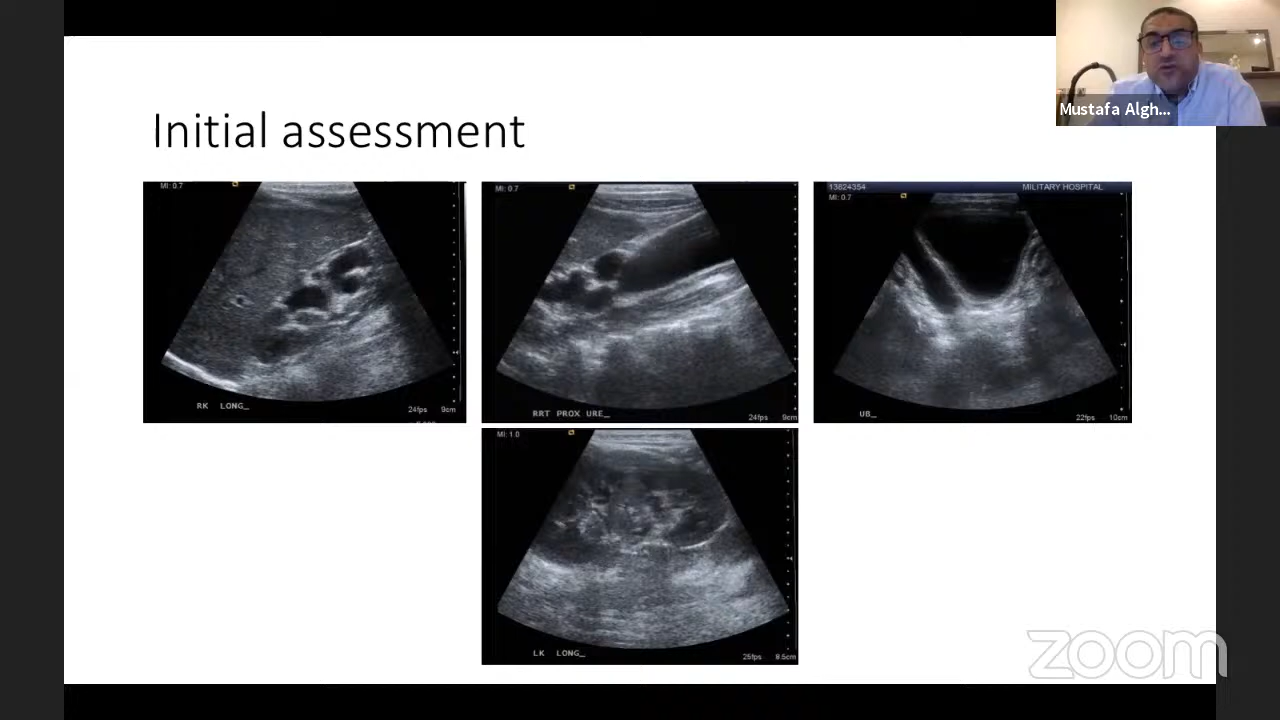 Mustafa Algh...
Initial assessment
MI: 0.7
RK LONG_
24fps 9cm
MI: 0.7
RRT PROX URE_
24fps 9cm
13824354 MILITARY HOSPITAL
MI: 0.7
UB_
22fps 10cm
MI: 1.0
LK LONG_
25fps 8.5cm
zoom